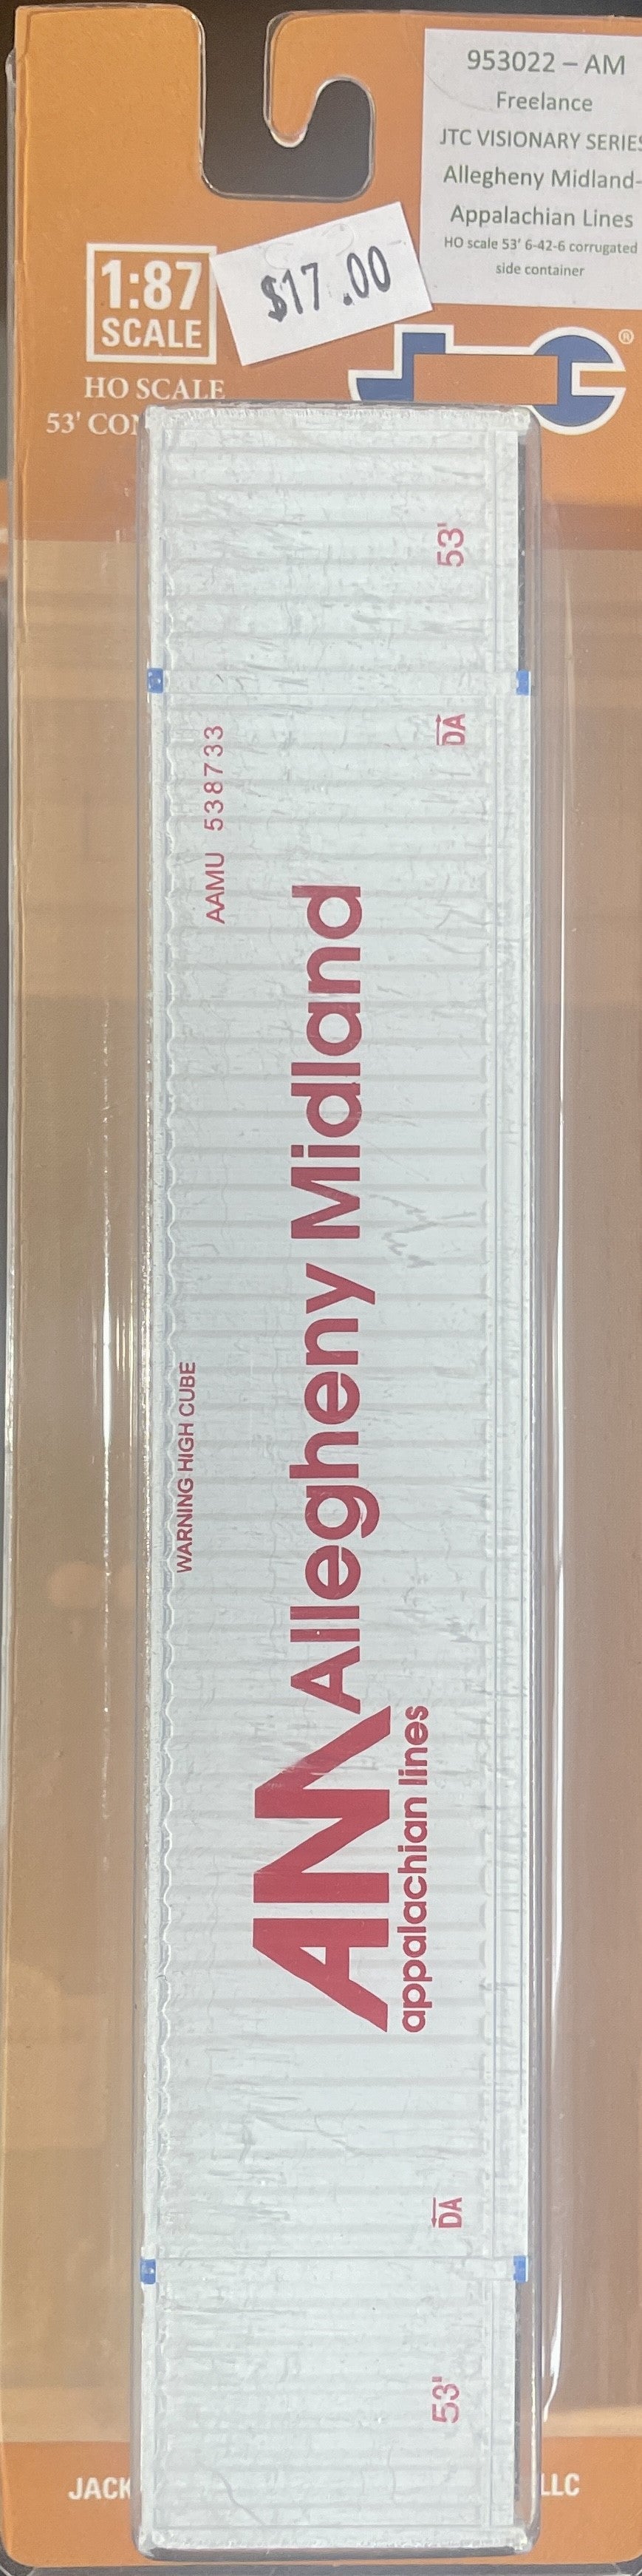 953022 – AM
Freelance
JTC VISIONARY SERIES
Allegheny Midland-
Appalachian Lines
HO scale 53' 6-42-6 corrugated
side container
$17.00
1:87
SCALE
HO SCALE
53' CON
®
53'
DA
AAMU 538733
WARNING HIGH CUBE
AM Allegheny Midland
appalachian lines
DA
53'
JACK
LLC